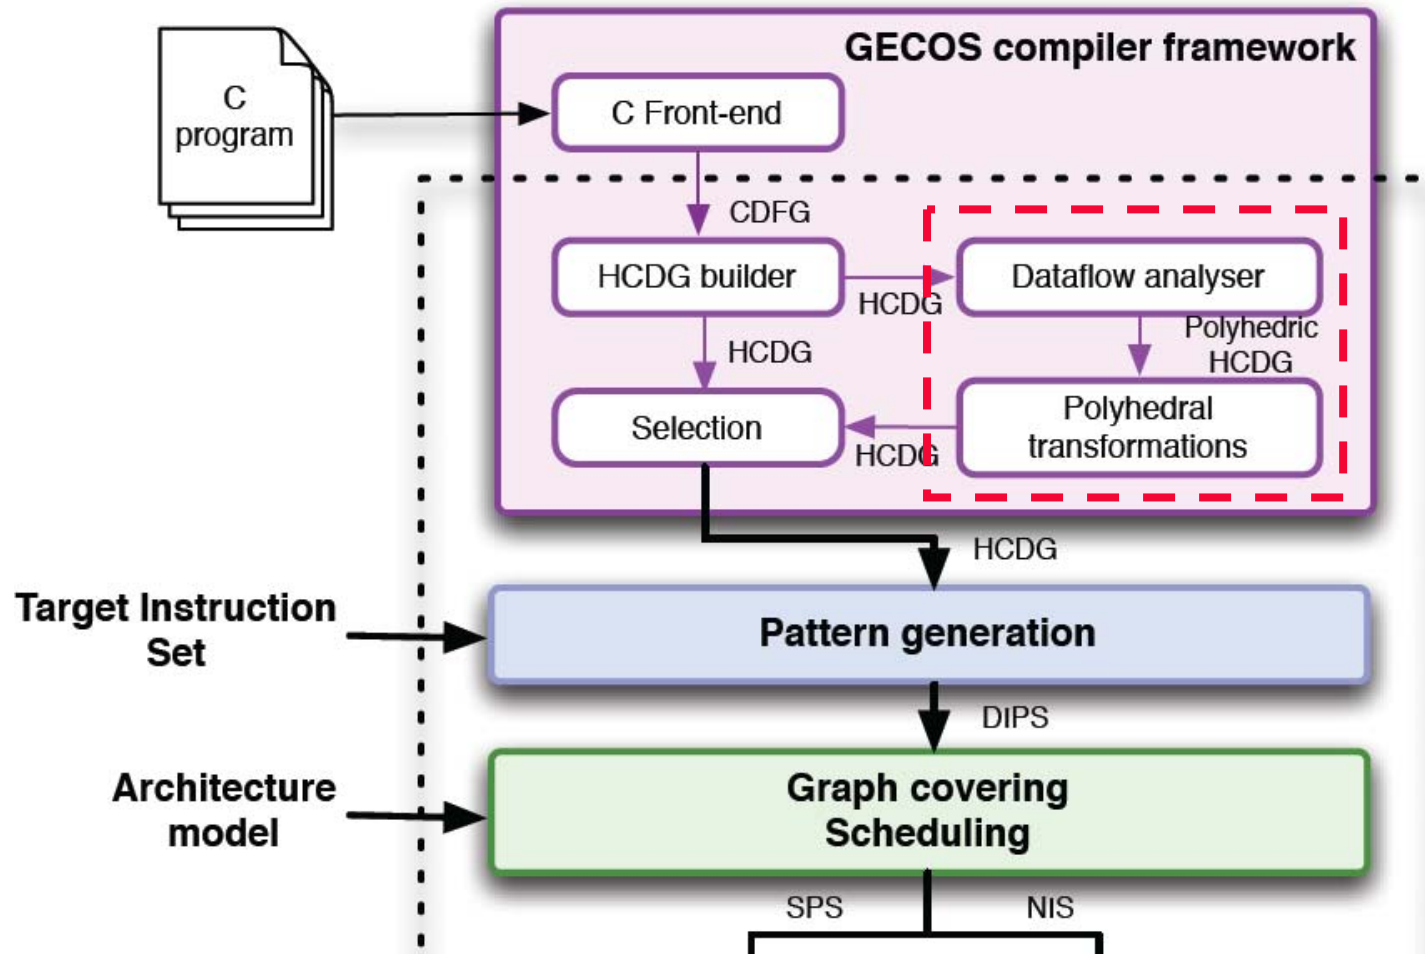 GECOS compiler framework
C
program
C Front-end
CDFG
HCDG builder
HCDG
Dataflow analyser
Polyhedric
HCDG
HCDG
Selection
HCDG
Polyhedral
transformations
HCDG
Target Instruction
Set
Pattern generation
DIPS
Architecture
model
Graph covering
Scheduling
SPS
NIS